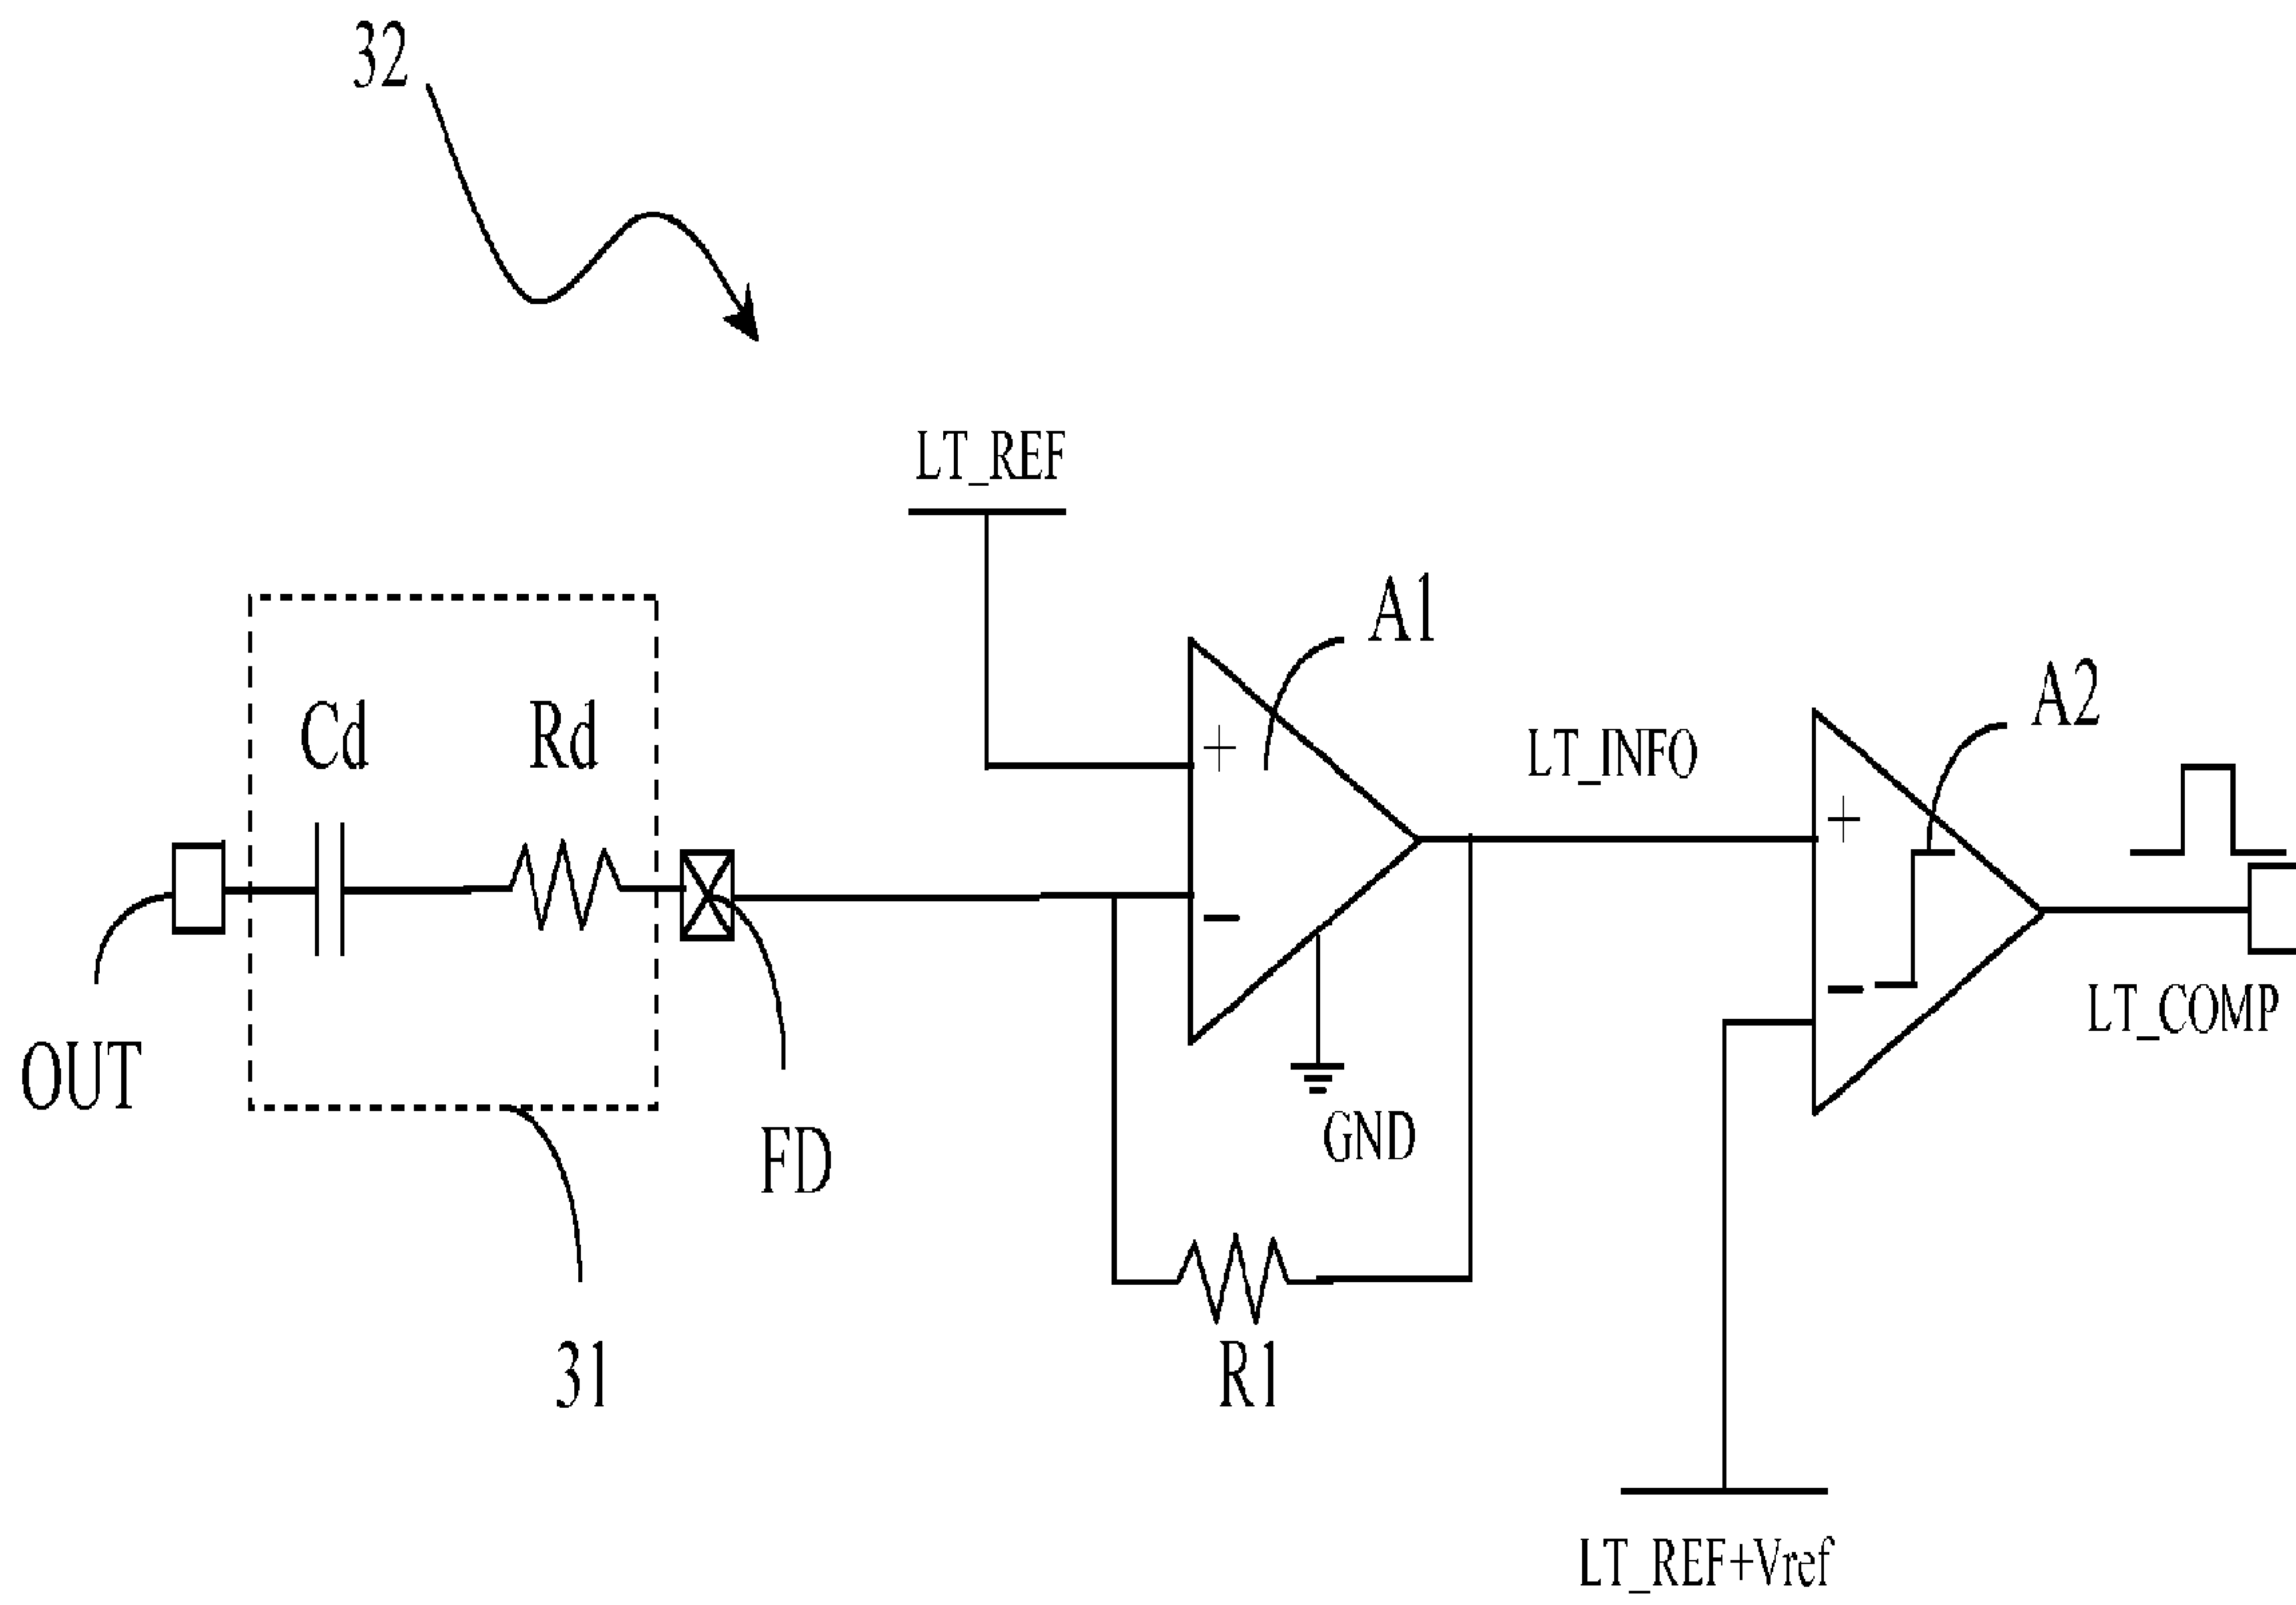 32
LT_REF
A1
A2
Cd
Rd
LT_INFO
+
+
-
-
LT_COMP
OUT
FD
GND
31
R1
LT_REF+Vref